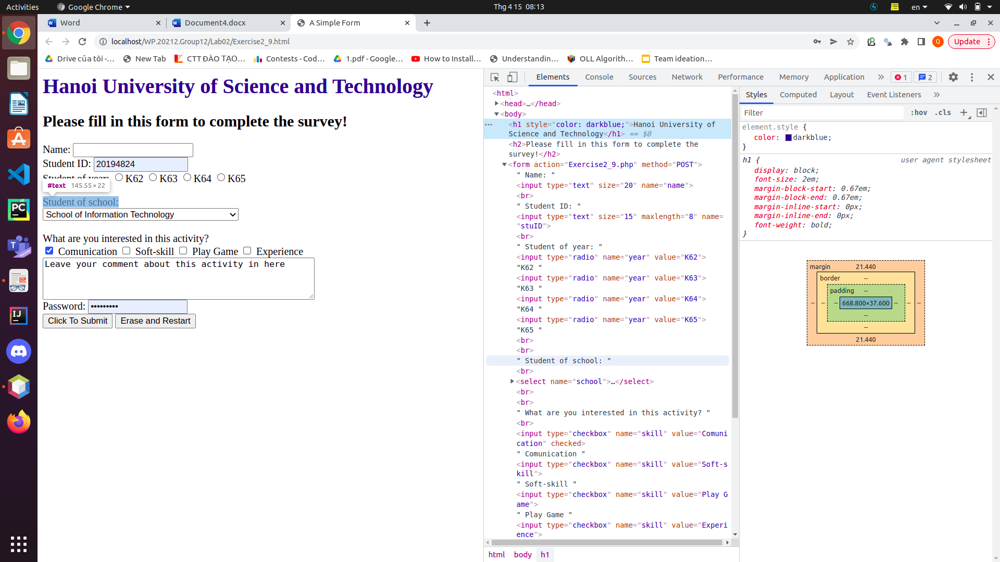 Activities
Google Chrome
Thg 4 15 08:13
en
Word
Document4.docx
A Simple Form
localhost/WP.20212.Group12/Lab02/Exercise2_9.html
Q
Update
Drive của tôi -...
New Tab
CTT ĐÀO TẠO...
Contests - Cod...
1.pdf - Google...
How to Install...
Understandin...
OLL Algorith...
Team ideation...
Hanoi University of Science and Technology
Please fill in this form to complete the survey!
Name:
Student ID: 20194824
Student of year: K62 K63 K64 K65
#text 145.55 × 22
Student of school:
School of Information Technology
What are you interested in this activity?
Comunication Soft-skill Play Game Experience
Leave your comment about this activity in here
Password: •••••••••
Click To Submit Erase and Restart
Elements Console Sources Network Performance Memory Application » 1 2
<html>
<head>…</head>
<body>
<h1 style="color: darkblue;">Hanoi University of
Science and Technology</h1> == $0
<h2>Please fill in this form to complete the
survey!</h2>
<form action="Exercise2_9.php" method="POST">
" Name: "
<input type="text" size="20" name="name">
<br>
" Student ID: "
<input type="text" size="15" maxlength="8" name=
"stuID">
<br>
" Student of year: "
<input type="radio" name="year" value="K62">
"K62 "
<input type="radio" name="year" value="K63">
"K63 "
<input type="radio" name="year" value="K64">
"K64 "
<input type="radio" name="year" value="K65">
"K65 "
<br>
<br>
" Student of school: "
<br>
<select name="school">…</select>
<br>
<br>
" What are you interested in this activity? "
<br>
<input type="checkbox" name="skill" value="Comuni
cation" checked>
" Comunication "
<input type="checkbox" name="skill" value="Soft-s
kill">
" Soft-skill "
<input type="checkbox" name="skill" value="Play G
ame">
" Play Game "
<input type="checkbox" name="skill" value="Experi
ence">
html body h1
Styles Computed Layout Event Listeners »
Filter :hov .cls
element.style {
color: darkblue;
}
h1 { user agent stylesheet
display: block;
font-size: 2em;
margin-block-start: 0.67em;
margin-block-end: 0.67em;
margin-inline-start: 0px;
margin-inline-end: 0px;
font-weight: bold;
}
margin 21.440
border –
padding –
– – – 668.800×37.600 – – –
–
–
21.440
PC
T
PREVIEW
IJ